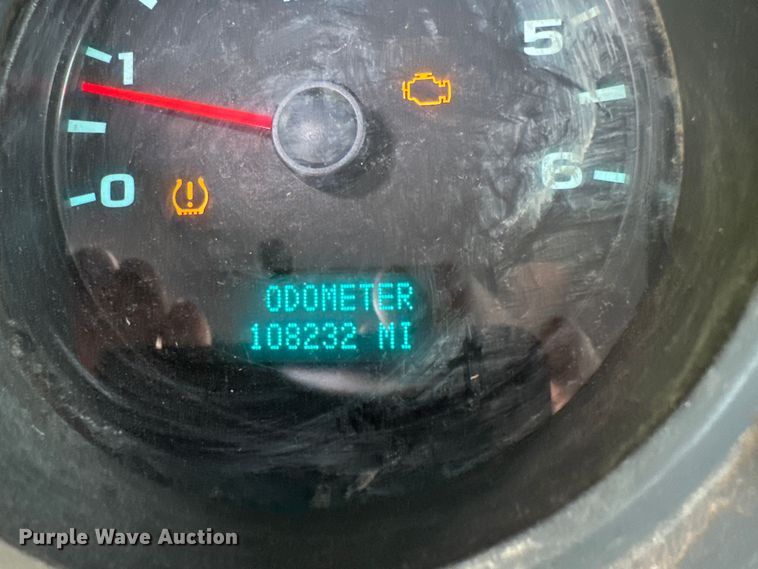 1
5
0
6
ODOMETER
108232 MI
Purple Wave Auction